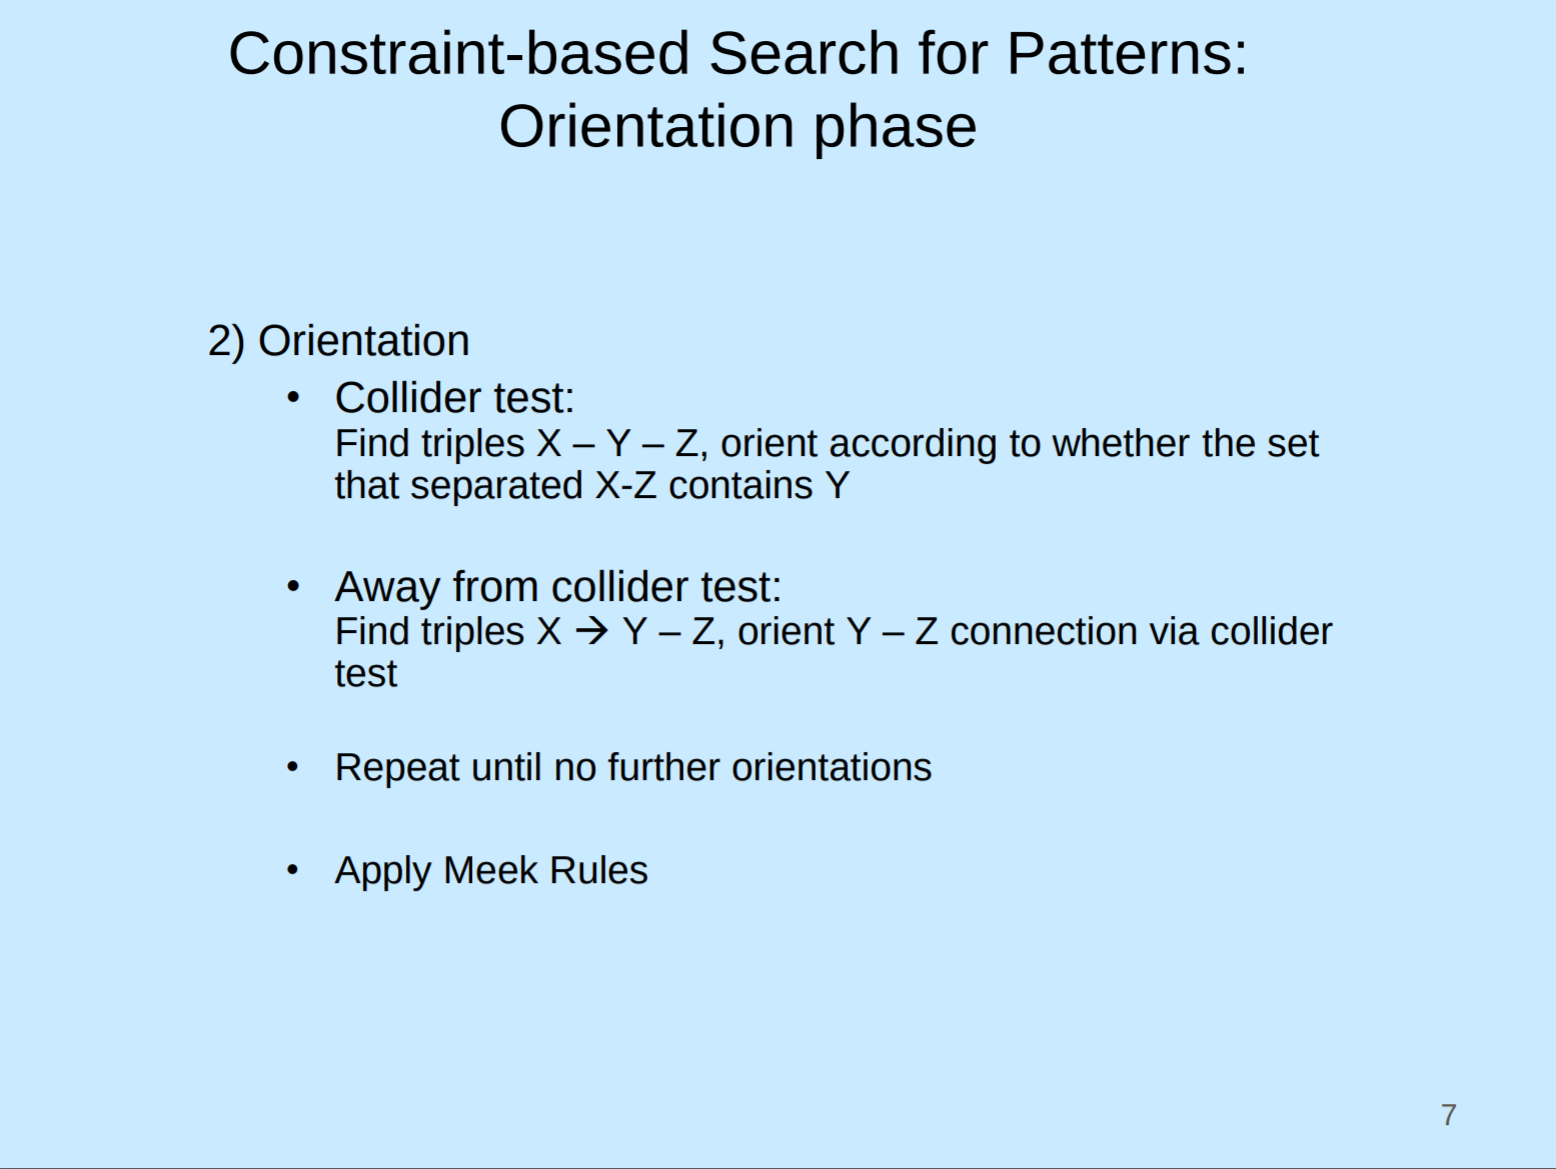 Constraint-based Search for Patterns:
Orientation phase
2) Orientation
• Collider test:
Find triples X – Y – Z, orient according to whether the set
that separated X-Z contains Y
• Away from collider test:
Find triples X → Y – Z, orient Y – Z connection via collider
test
• Repeat until no further orientations
• Apply Meek Rules
7